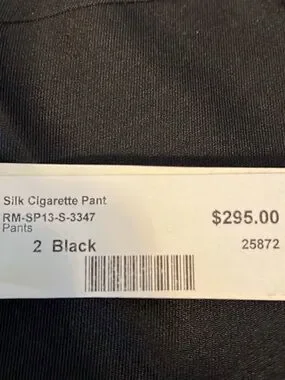 Silk Cigarette Pant
RM-SP13-S-3347
Pants
$295.00
2 Black
25872